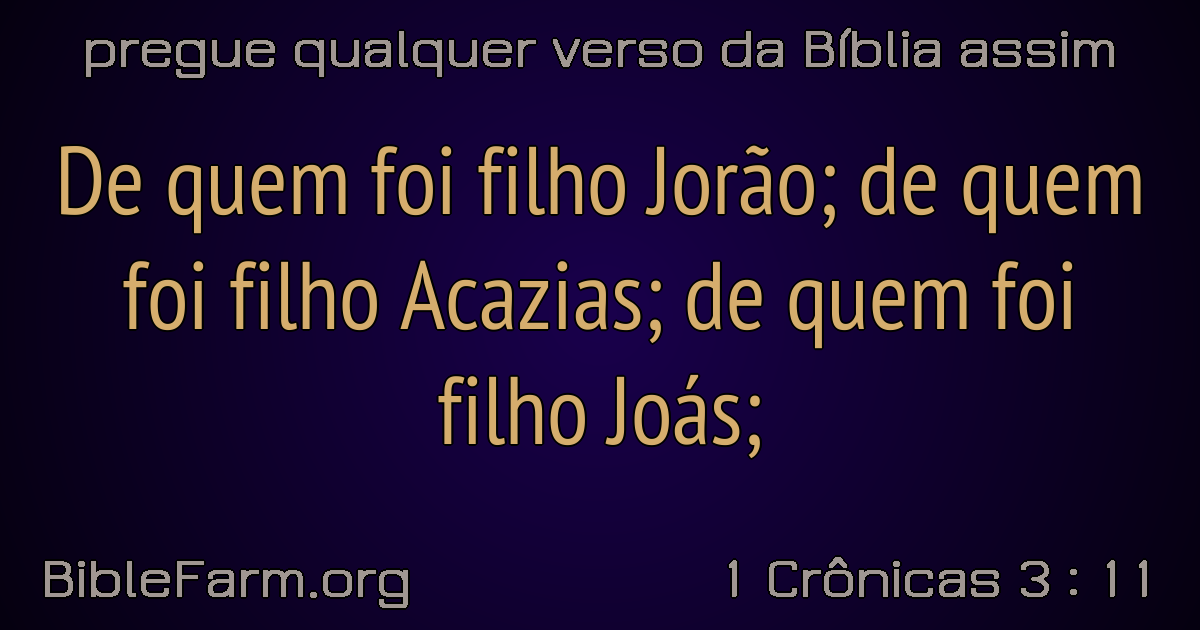 pregue qualquer verso da Bíblia assim
De quem foi filho Jorão; de quem
foi filho Acazias; de quem foi
filho Joás;
BibleFarm.org
1 Crônicas 3 : 11